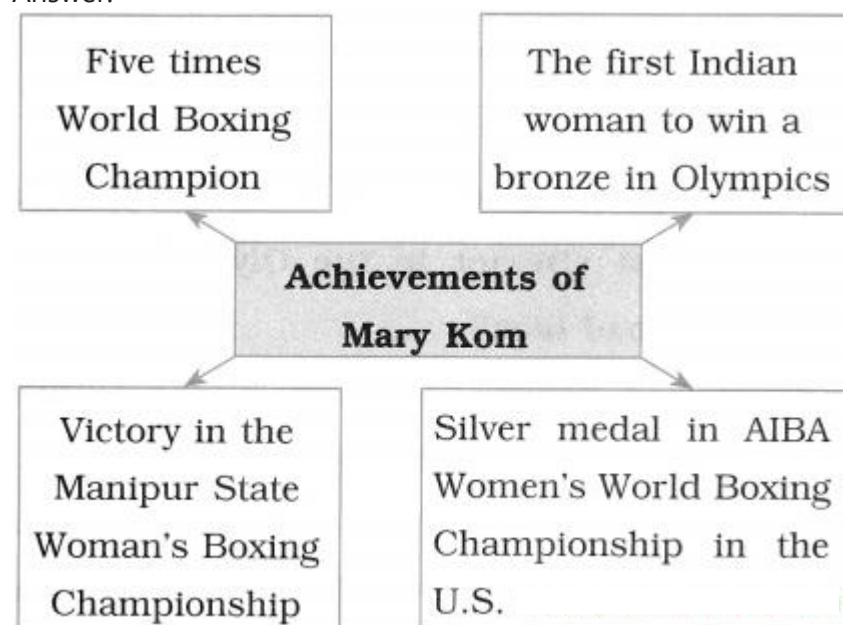 Five times
World Boxing
Champion
The first Indian
woman to win a
bronze in Olympics
Achievements of
Mary Kom
Victory in the
Manipur State
Woman's Boxing
Championship
Silver medal in AIBA
Women's World Boxing
Championship in the
U.S.